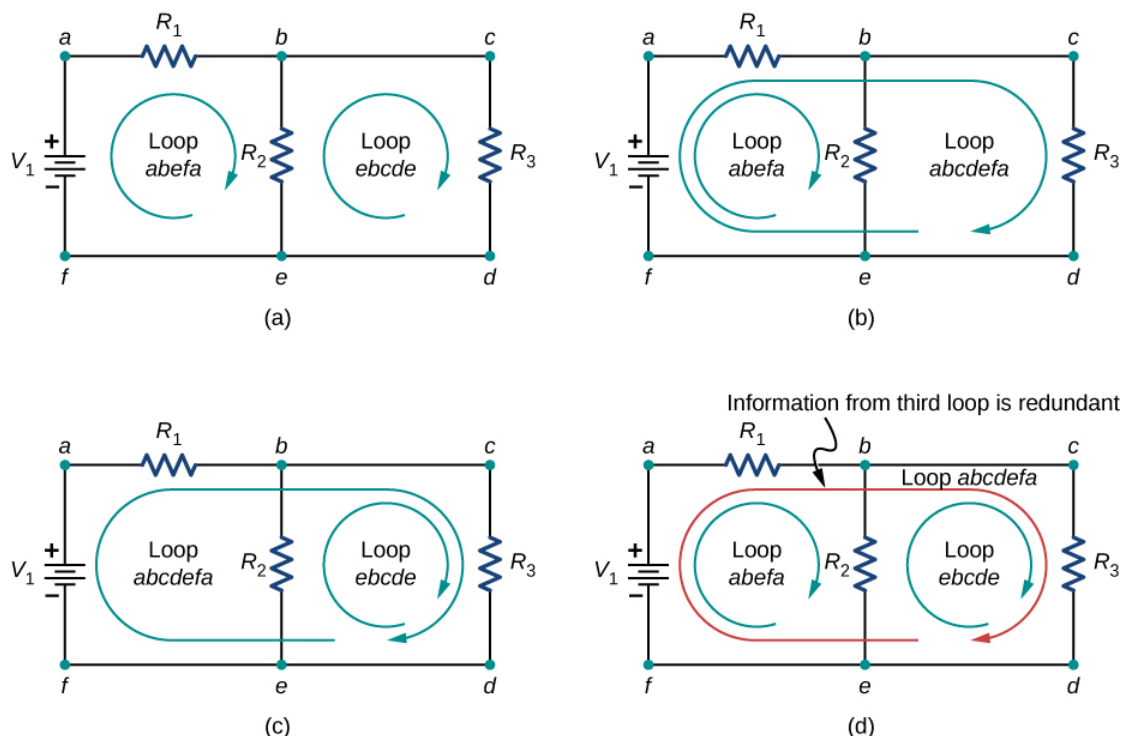 R1
a
b
c
+
V1
–
Loop
abefa
R2
Loop
ebcde
R3
f
e
d
(a)
R1
a
b
c
+
V1
–
Loop
abefa
R2
Loop
abcdefa
R3
f
e
d
(b)
R1
a
b
c
+
V1
–
Loop
abcdefa
R2
Loop
ebcde
R3
f
e
d
(c)
Information from third loop is redundant
R1
a
b
c
Loop abcdefa
+
V1
–
Loop
abefa
R2
Loop
ebcde
R3
f
e
d
(d)